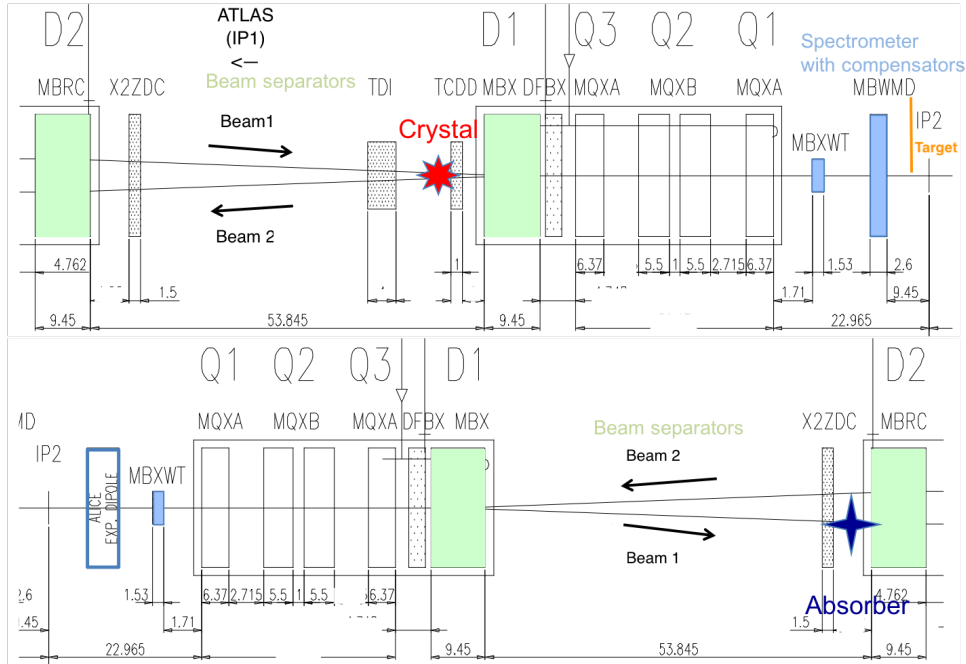 ATLAS
(IP1)
<—
D2
D1
Q3
Q2
Q1
Spectrometer
with compensators
MBRC
X2ZDC
Beam separators
TDI
TCDD
MBX
DFBX
MQXA
MQXB
MQXA
MBWMD
Beam1
Crystal
IP2
Target
MBXWT
Beam 2
4.762
1.5
1
6.37
5.5
1
5.5
2.715
6.37
1.53
2.6
1.71
9.45
9.45
53.845
9.45
22.965
Q1
Q2
Q3
D1
D2
MQXA
MQXB
MQXA
DFBX
MBX
X2ZDC
MBRC
Beam separators
IP2
MBXWT
Beam 2
ALICE
EXP. DIPOLE
Beam 1
2.6
1.53
6.37
2.715
5.5
1
5.5
6.37
Absorber
4.762
1.71
1.5
22.965
9.45
53.845
9.45